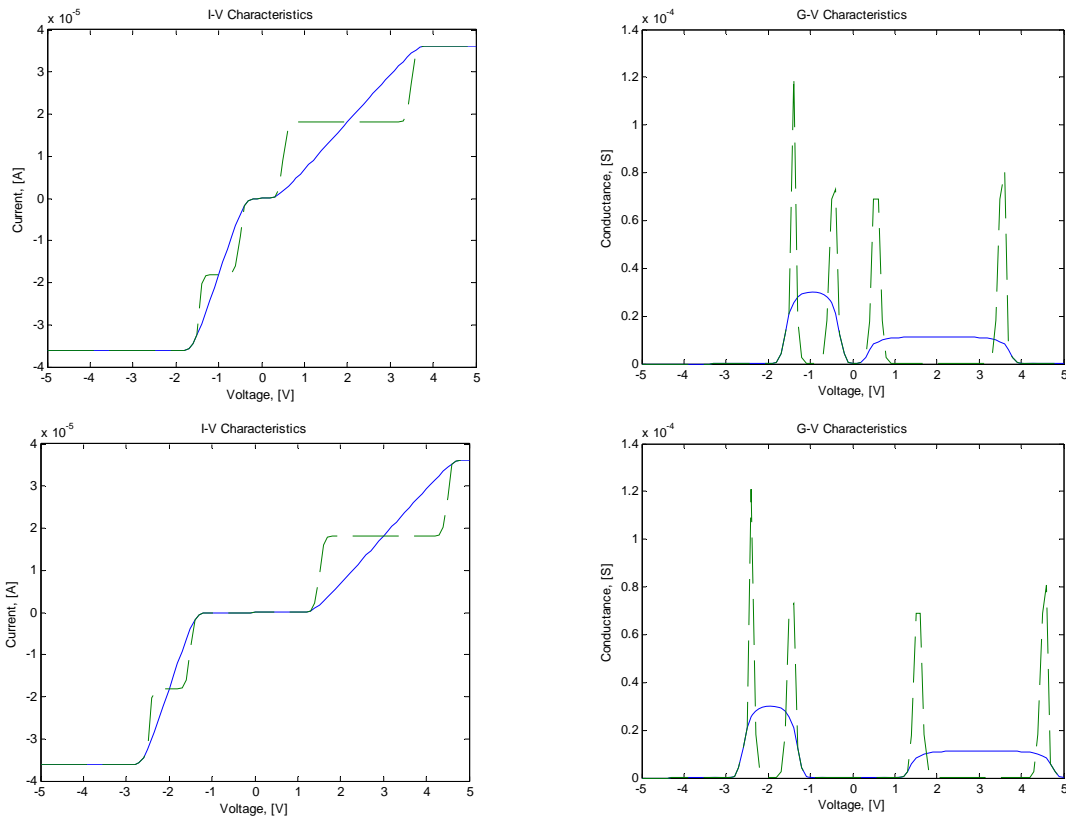 I-V Characteristics
x 10-5
4
3
2
1
0
-1
-2
-3
-4
Current, [A]
-5 -4 -3 -2 -1 0 1 2 3 4 5
Voltage, [V]
G-V Characteristics
x 10-4
1.4
1.2
1
0.8
0.6
0.4
0.2
0
Conductance, [S]
-5 -4 -3 -2 -1 0 1 2 3 4 5
Voltage, [V]
I-V Characteristics
x 10-5
4
3
2
1
0
-1
-2
-3
-4
Current, [A]
-5 -4 -3 -2 -1 0 1 2 3 4 5
Voltage, [V]
G-V Characteristics
x 10-4
1.4
1.2
1
0.8
0.6
0.4
0.2
0
Conductance, [S]
-5 -4 -3 -2 -1 0 1 2 3 4 5
Voltage, [V]